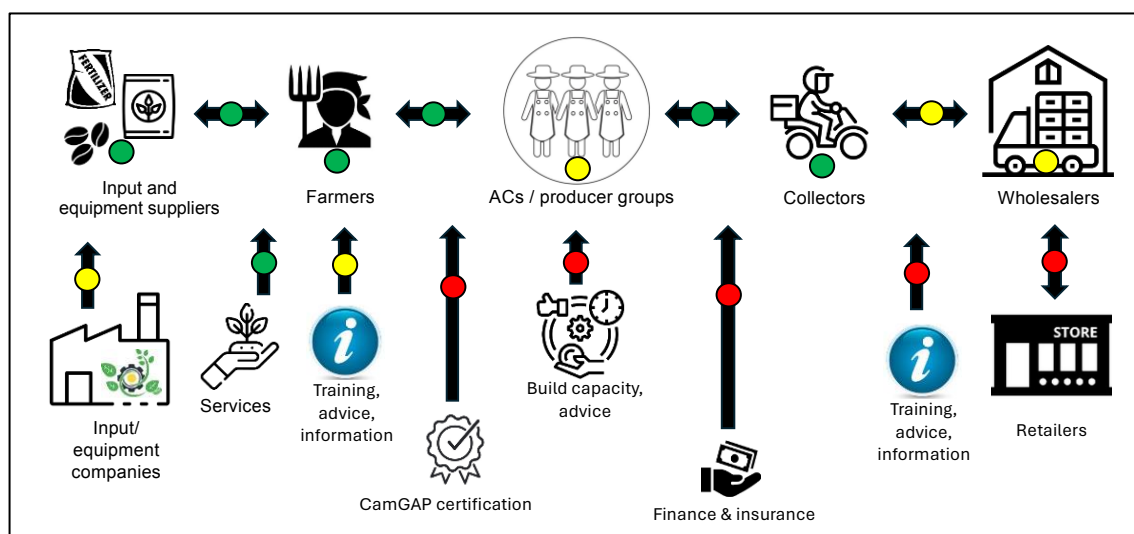 FERTILIZER
Input and
equipment suppliers
Farmers
ACs / producer groups
Collectors
Wholesalers
Input/
equipment
companies
Services
Training,
advice,
information
CamGAP certification
Build capacity,
advice
Finance & insurance
Training,
advice,
information
STORE
Retailers